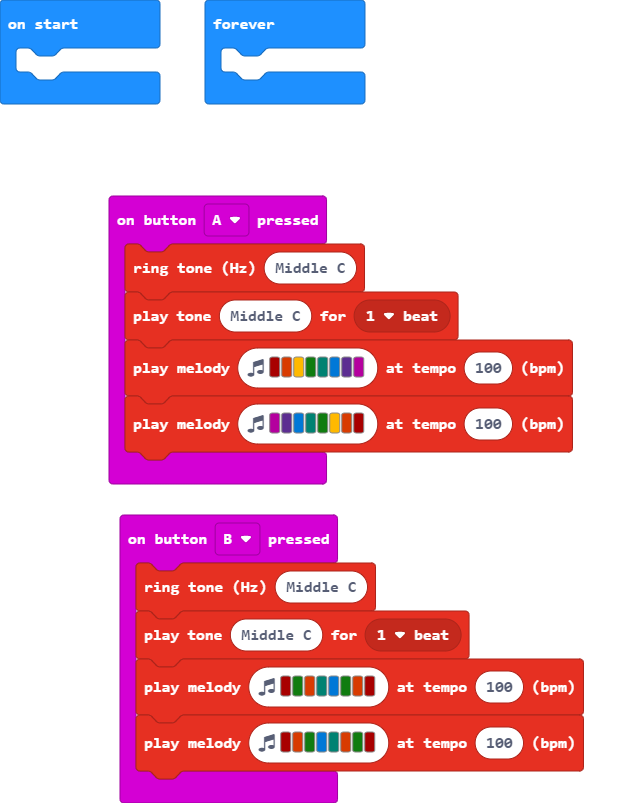 on start
forever
on button A pressed
ring tone (Hz) Middle C
play tone Middle C for 1 beat
play melody at tempo 100 (bpm)
play melody at tempo 100 (bpm)
on button B pressed
ring tone (Hz) Middle C
play tone Middle C for 1 beat
play melody at tempo 100 (bpm)
play melody at tempo 100 (bpm)